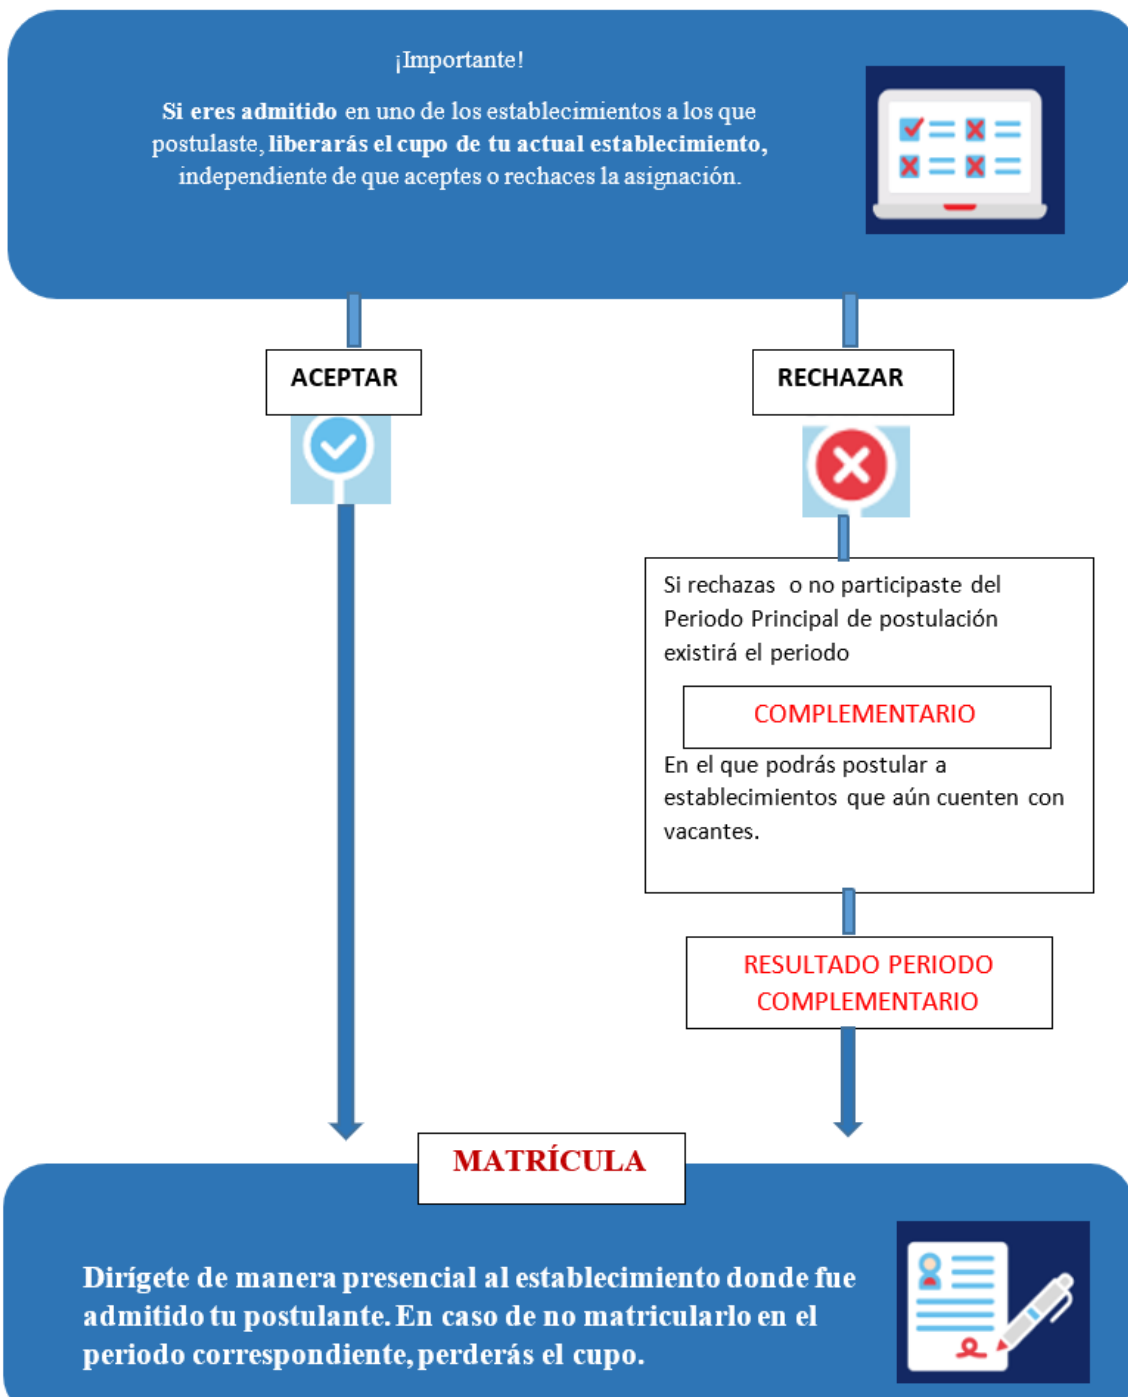 ¡Importante!
Si eres admitido en uno de los establecimientos a los que
postulaste, liberarás el cupo de tu actual establecimiento,
independiente de que aceptes o rechaces la asignación.
ACEPTAR
RECHAZAR
Si rechazas o no participaste del
Periodo Principal de postulación
existirá el periodo
COMPLEMENTARIO
En el que podrás postular a
establecimientos que aún cuenten con
vacantes.
RESULTADO PERIODO
COMPLEMENTARIO
MATRÍCULA
Dirígete de manera presencial al establecimiento donde fue
admitido tu postulante. En caso de no matricularlo en el
periodo correspondiente, perderás el cupo.